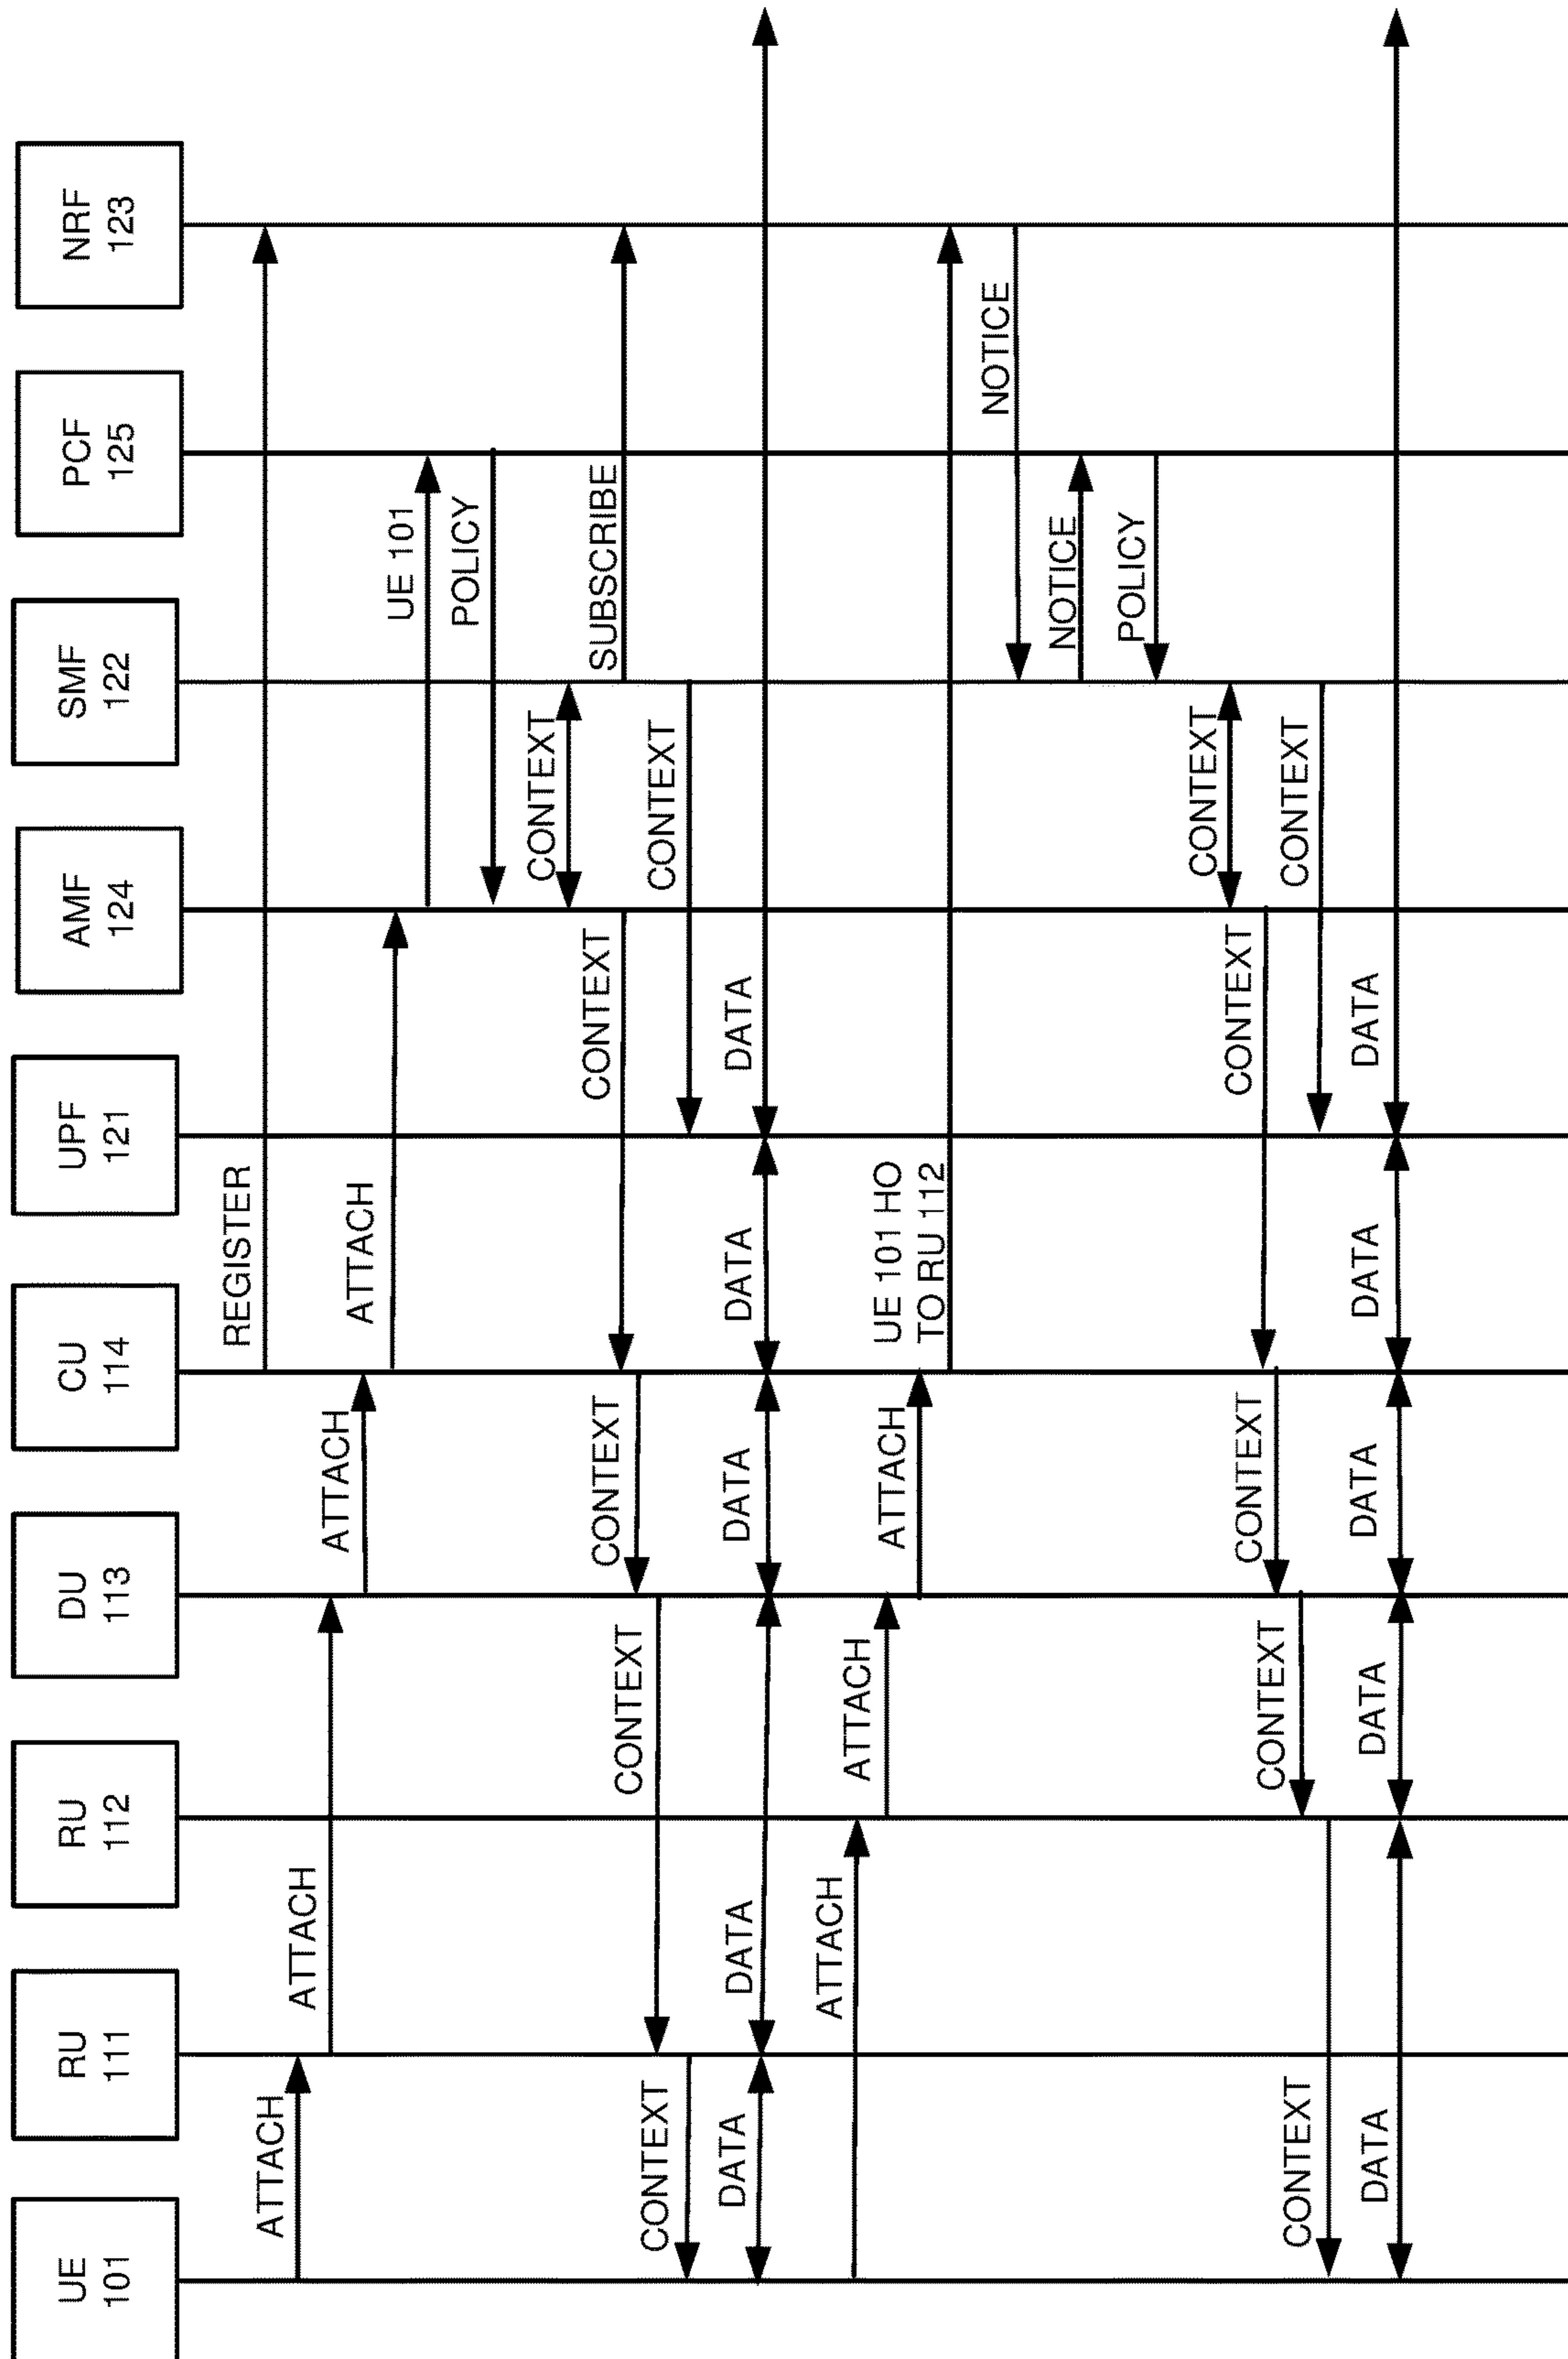 UE
101
RU
111
RU
112
DU
113
CU
114
UPF
121
AMF
124
SMF
122
PCF
125
NRF
123
REGISTER
ATTACH
ATTACH
ATTACH
ATTACH
UE 101
POLICY
CONTEXT
SUBSCRIBE
CONTEXT
CONTEXT
CONTEXT
CONTEXT
CONTEXT
DATA
DATA
DATA
DATA
DATA
ATTACH
ATTACH
ATTACH
UE 101 HO
TO RU 112
NOTICE
NOTICE
POLICY
CONTEXT
CONTEXT
CONTEXT
CONTEXT
CONTEXT
CONTEXT
DATA
DATA
DATA
DATA
DATA